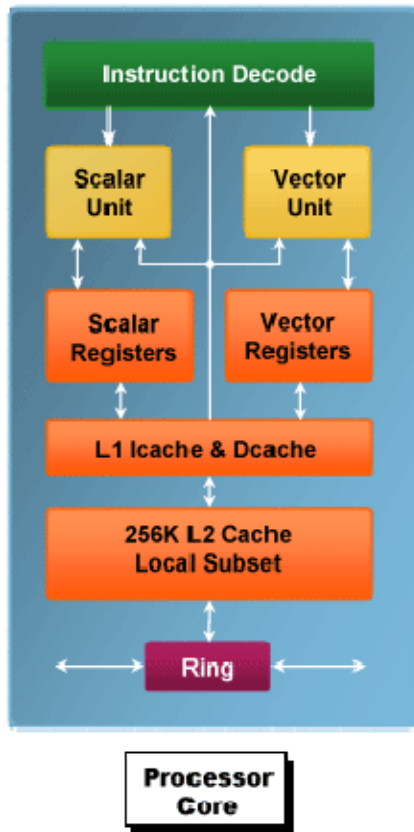 Instruction Decode
Scalar
Unit
Vector
Unit
Scalar
Registers
Vector
Registers
L1 Icache & Dcache
256K L2 Cache
Local Subset
Ring
Processor
Core